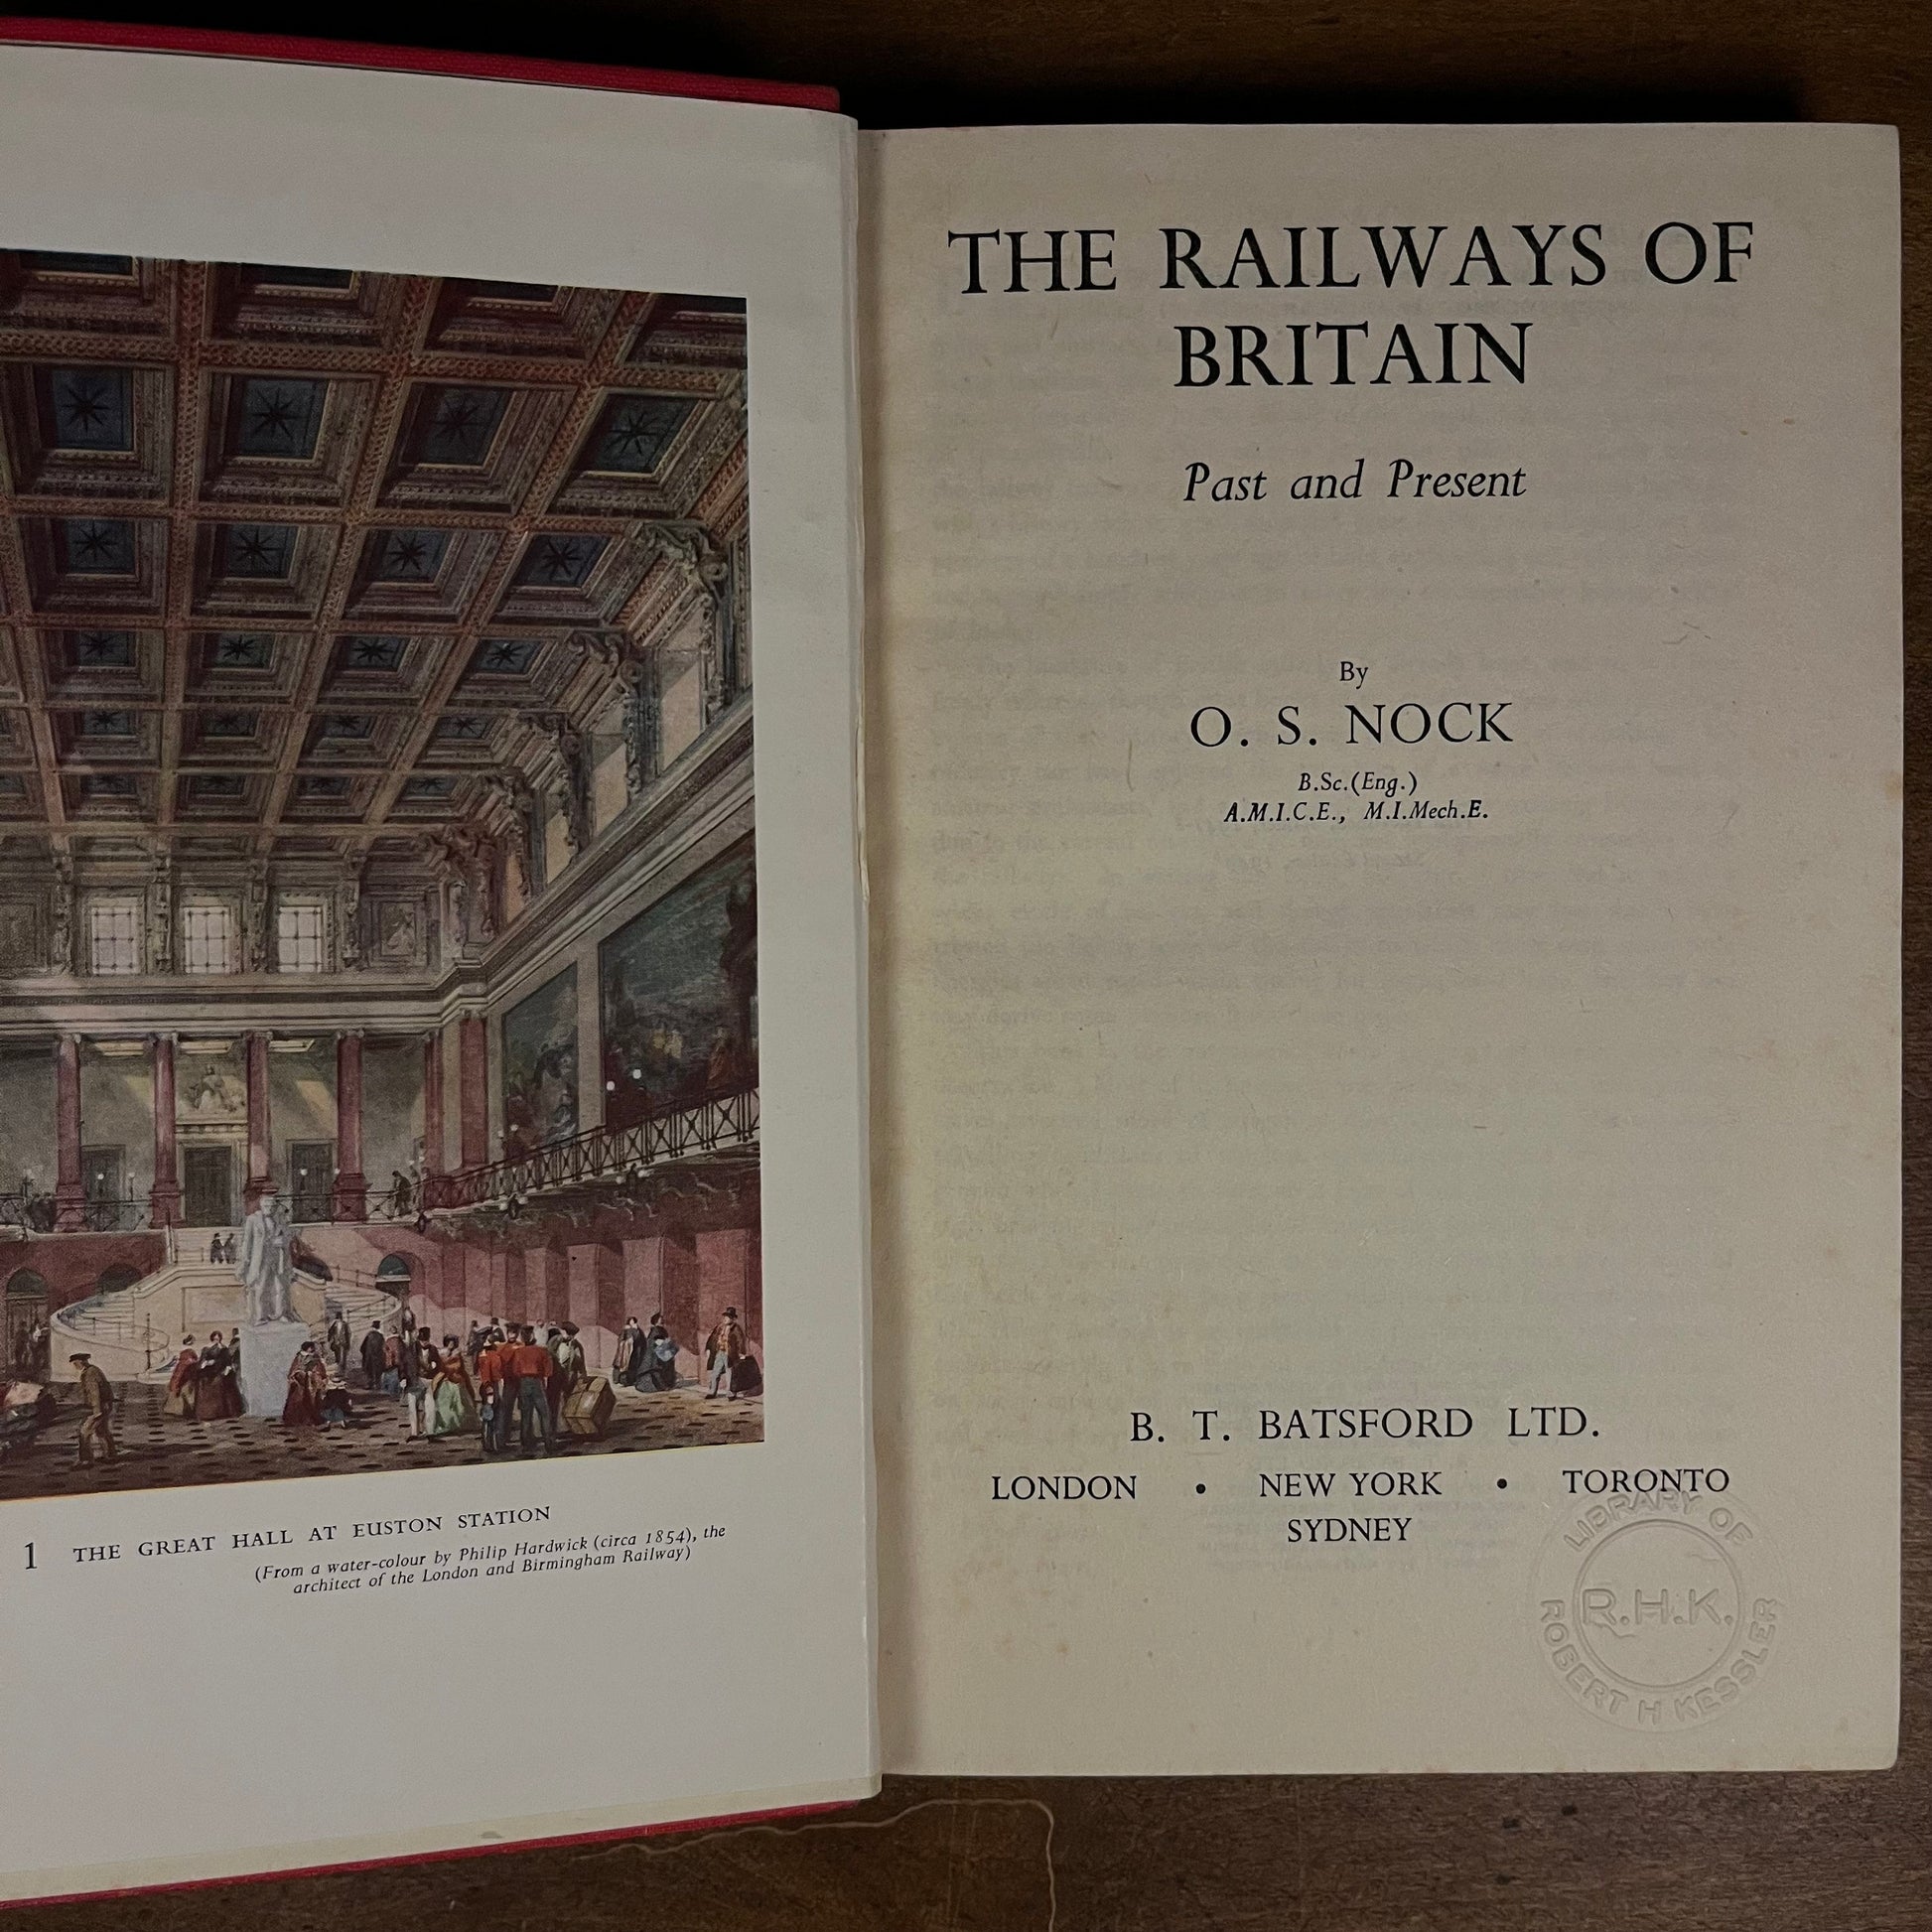 1 THE GREAT HALL AT EUSTON STATION
(From a water-colour by Philip Hardwick (circa 1854), the
architect of the London and Birmingham Railway)
THE RAILWAYS OF
BRITAIN
Past and Present
By
O. S. NOCK
B.Sc.(Eng.)
A.M.I.C.E., M.I.Mech.E.
B. T. BATSFORD LTD.
LONDON • NEW YORK • TORONTO
SYDNEY
LIBRARY OF
R.H.K.
ROBERT H KESSLER